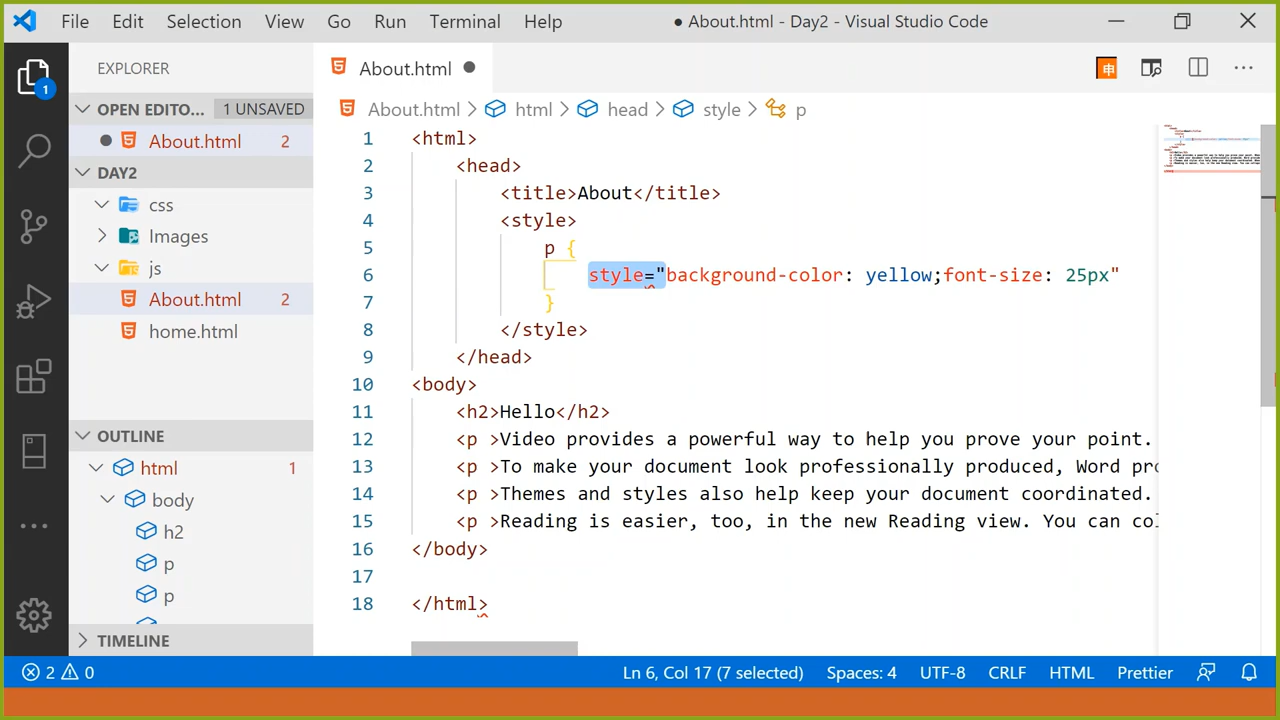 File Edit Selection View Go Run Terminal Help ● About.html - Day2 - Visual Studio Code
EXPLORER
1
OPEN EDITO... 1 UNSAVED
About.html 2
DAY2
css
Images
js
About.html 2
home.html
OUTLINE
html 1
body
h2
p
p
TIMELINE
About.html
About.html > html > head > style > p
1 <html>
2 <head>
3 <title>About</title>
4 <style>
5 p {
6 style="background-color: yellow;font-size: 25px"
7 }
8 </style>
9 </head>
10 <body>
11 <h2>Hello</h2>
12 <p >Video provides a powerful way to help you prove your point.
13 <p >To make your document look professionally produced, Word pro
14 <p >Themes and styles also help keep your document coordinated.
15 <p >Reading is easier, too, in the new Reading view. You can col
16 </body>
17
18 </html>
2 0 Ln 6, Col 17 (7 selected) Spaces: 4 UTF-8 CRLF HTML Prettier